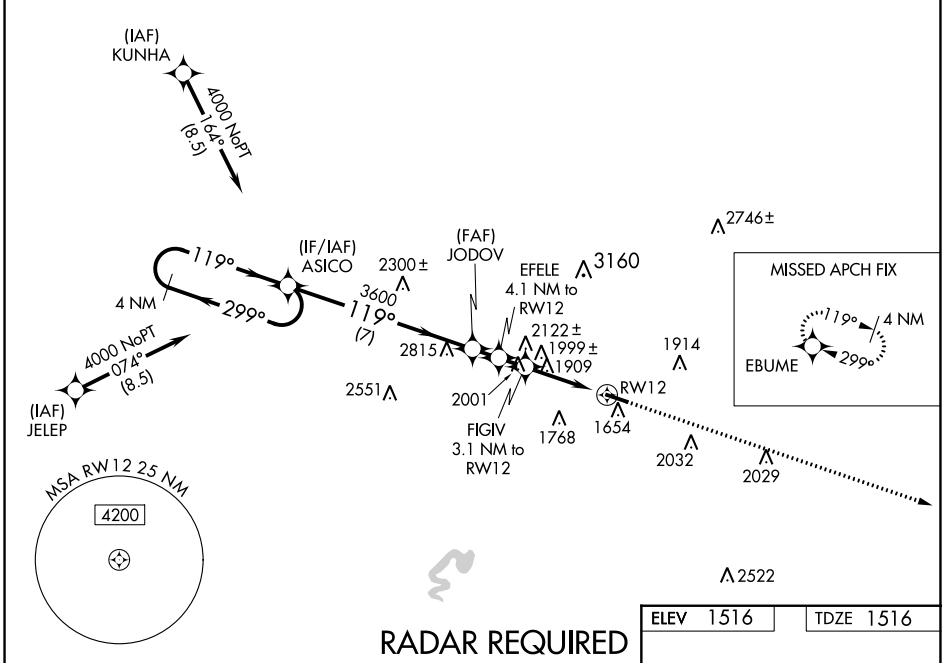 (IAF)
KUNHA
4000 NoPT
164°
(8.5)
2746±
(IF/IAF)
ASICO
119°
4 NM
299°
2300±
3600
119°
(7)
(FAF)
JODOV
EFELE
4.1 NM to
RW12
3160
MISSED APCH FIX
119°
4 NM
EBUME
299°
4000 NoPT
074°
(8.5)
(IAF)
JELEP
2815
2122±
1999±
1909
1914
2551
2001
RW12
FIGIV
3.1 NM to
RW12
1768
1654
2032
2029
MSA RW12 25 NM
4200
2522
RADAR REQUIRED
ELEV 1516
TDZE 1516